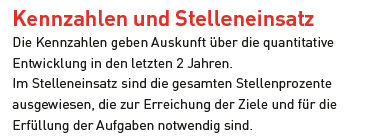 Kennzahlen und Stelleneinsatz
Die Kennzahlen geben Auskunft über die quantitative
Entwicklung in den letzten 2 Jahren.
Im Stelleneinsatz sind die gesamten Stellenprozente
ausgewiesen, die zur Erreichung der Ziele und für die
Erfüllung der Aufgaben notwendig sind.